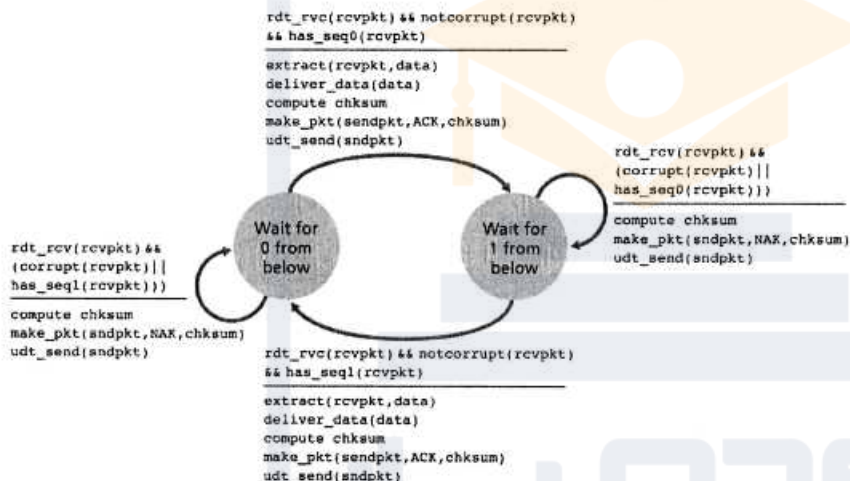 rdt_rvc(rcvpkt) && notcorrupt(rcvpkt)
&& has_seq0(rcvpkt)
extract(rcvpkt,data)
deliver_data(data)
compute chksum
make_pkt(sendpkt,ACK,chksum)
udt_send(sndpkt)
rdt_rcv(rcvpkt) &&
(corrupt(rcvpkt)||
has_seq0(rcvpkt)))
compute chksum
make_pkt(sndpkt,NAK,chksum)
udt_send(sndpkt)
Wait for
0 from
below
Wait for
1 from
below
rdt_rcv(rcvpkt) &&
(corrupt(rcvpkt)||
has_seq1(rcvpkt)))
compute chksum
make_pkt(sndpkt,NAK,chksum)
udt_send(sndpkt)
rdt_rvc(rcvpkt) && notcorrupt(rcvpkt)
&& has_seq1(rcvpkt)
extract(rcvpkt,data)
deliver_data(data)
compute chksum
make_pkt(sendpkt,ACK,chksum)
udt_send(sndpkt)